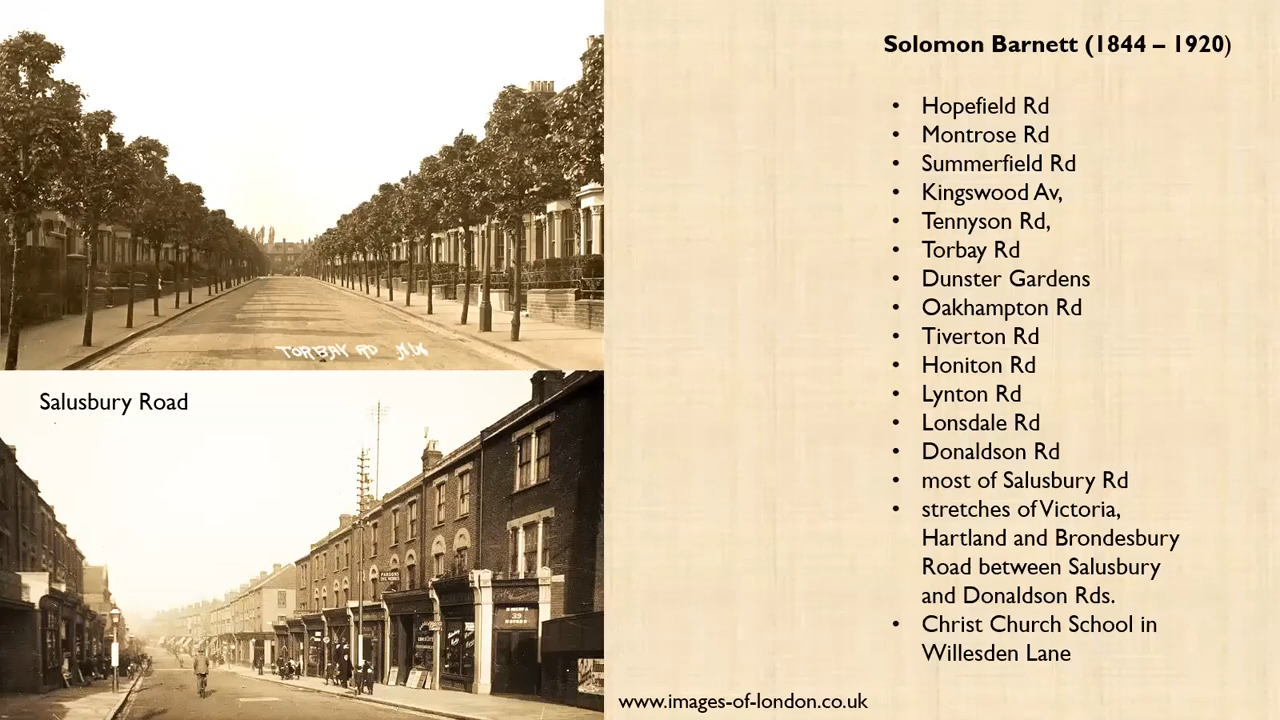 TORBAY RD N.W.
Salusbury Road
Solomon Barnett (1844 – 1920)
• Hopefield Rd
• Montrose Rd
• Summerfield Rd
• Kingswood Av,
• Tennyson Rd,
• Torbay Rd
• Dunster Gardens
• Oakhampton Rd
• Tiverton Rd
• Honiton Rd
• Lynton Rd
• Lonsdale Rd
• Donaldson Rd
• most of Salusbury Rd
• stretches of Victoria,
Hartland and Brondesbury
Road between Salusbury
and Donaldson Rds.
• Christ Church School in
Willesden Lane
www.images-of-london.co.uk